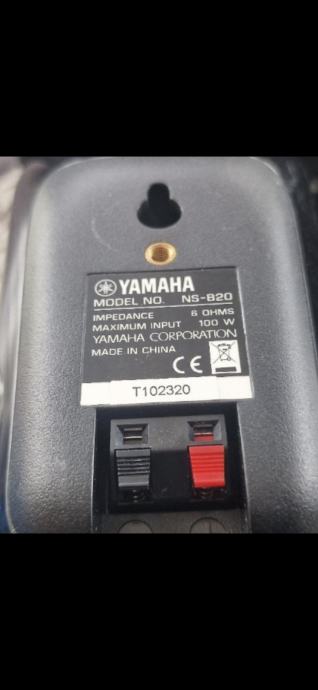 YAMAHA
MODEL NO. NS-B20
IMPEDANCE 6 OHMS
MAXIMUM INPUT 100 W
YAMAHA CORPORATION
MADE IN CHINA
CE
T102320